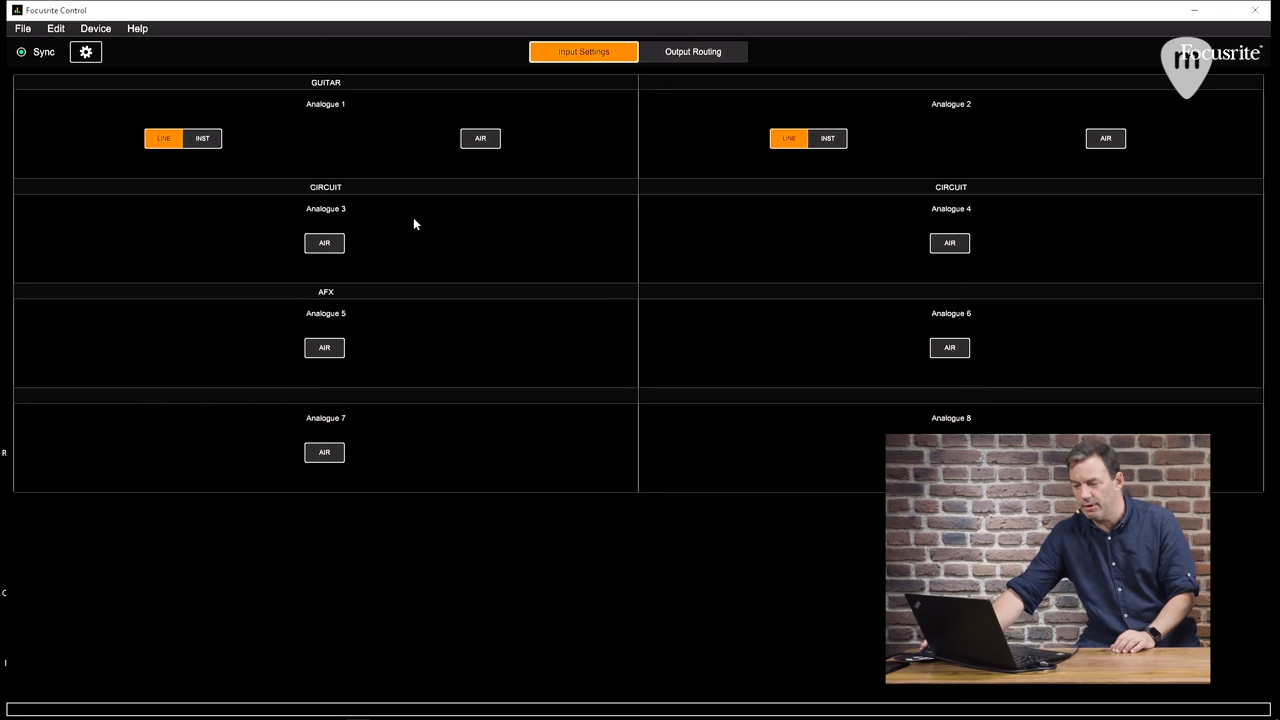 Focusrite Control
File Edit Device Help
Sync
Input Settings
Output Routing
m
Focusrite
GUITAR
Analogue 1
Analogue 2
LINE INST
AIR
LINE INST
AIR
CIRCUIT
CIRCUIT
Analogue 3
Analogue 4
AIR
AIR
AFX
Analogue 5
Analogue 6
AIR
AIR
Analogue 7
Analogue 8
AIR
R
C
I